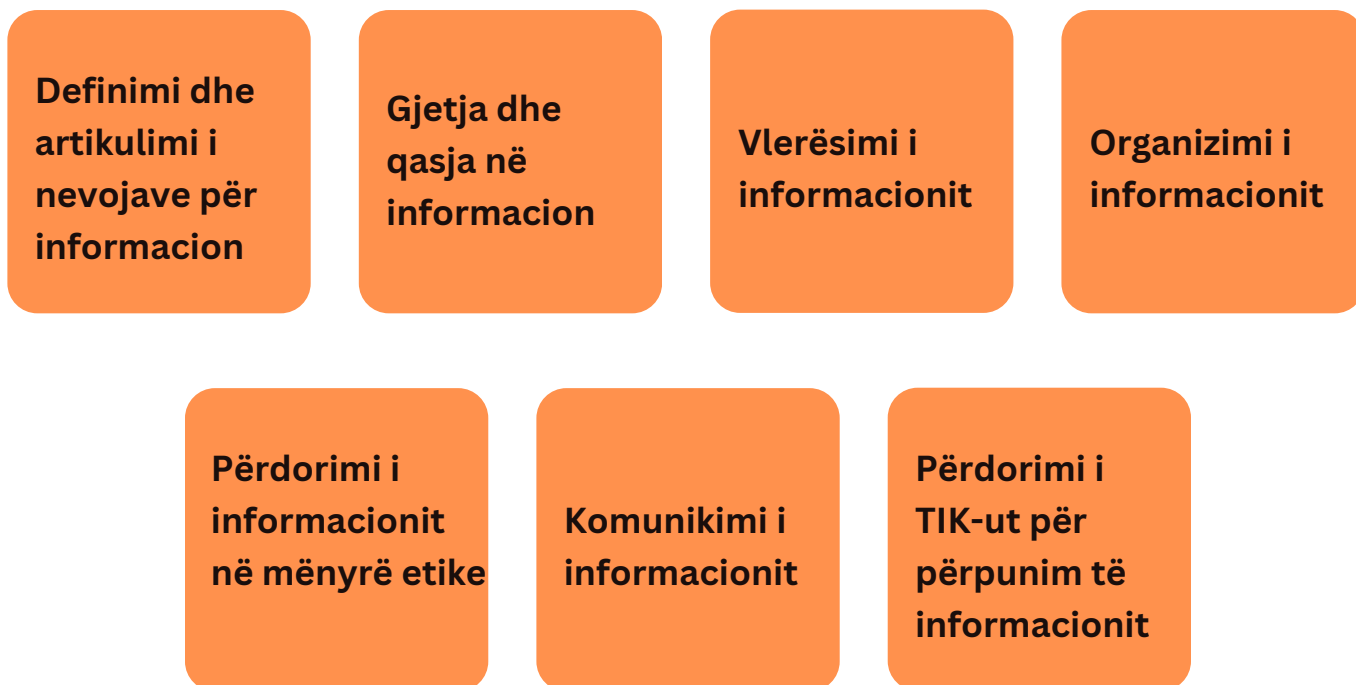 Definimi dhe
artikulimi i
nevojave për
informacion
Gjetja dhe
qasja në
informacion
Vlerësimi i
informacionit
Organizimi i
informacionit
Përdorimi i
informacionit
në mënyrë etike
Komunikimi i
informacionit
Përdorimi i
TIK-ut për
përpunim të
informacionit